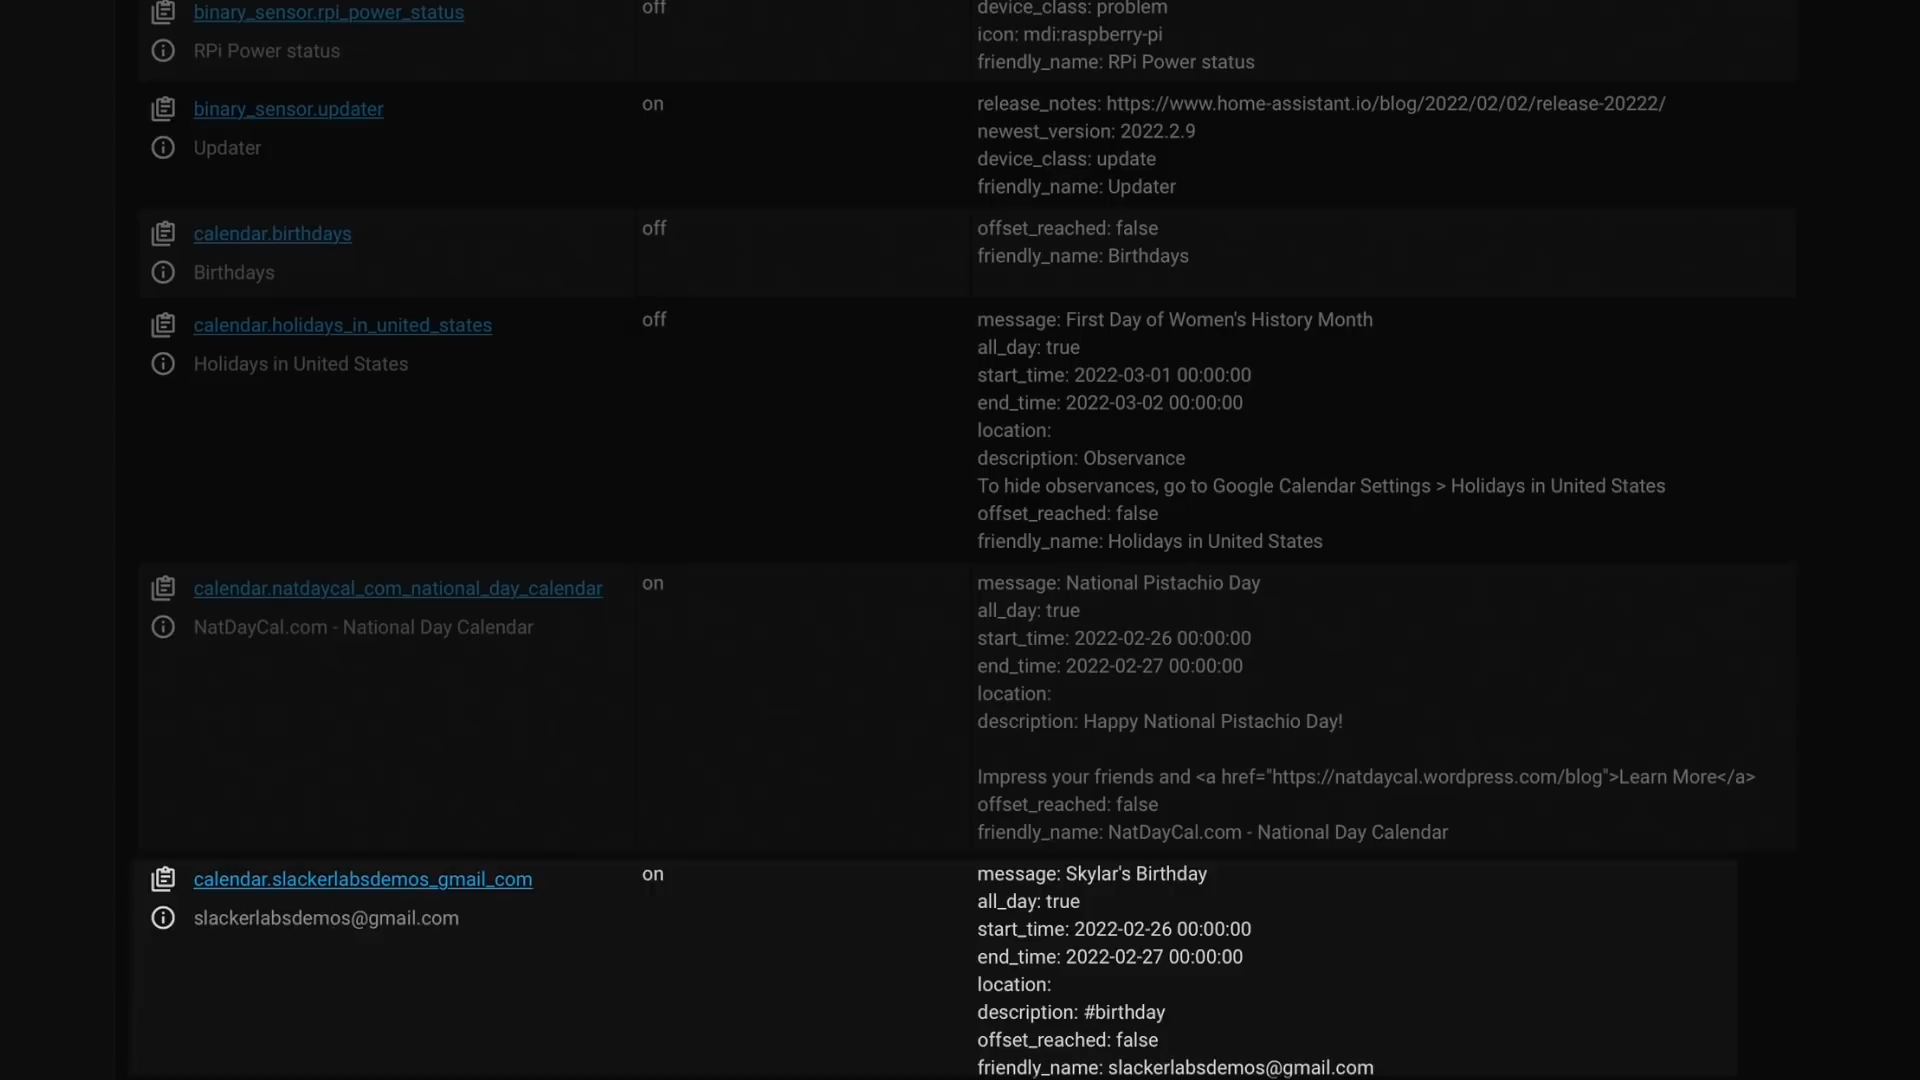 binary_sensor.rpi_power_status
off
device_class: problem
icon: mdi:raspberry-pi
RPi Power status
friendly_name: RPi Power status
binary_sensor.updater
on
release_notes: https://www.home-assistant.io/blog/2022/02/02/release-20222/
newest_version: 2022.2.9
Updater
device_class: update
friendly_name: Updater
calendar.birthdays
off
offset_reached: false
friendly_name: Birthdays
Birthdays
calendar.holidays_in_united_states
off
message: First Day of Women's History Month
all_day: true
Holidays in United States
start_time: 2022-03-01 00:00:00
end_time: 2022-03-02 00:00:00
location:
description: Observance
To hide observances, go to Google Calendar Settings > Holidays in United States
offset_reached: false
friendly_name: Holidays in United States
calendar.natdaycal_com_national_day_calendar
on
message: National Pistachio Day
all_day: true
NatDayCal.com - National Day Calendar
start_time: 2022-02-26 00:00:00
end_time: 2022-02-27 00:00:00
location:
description: Happy National Pistachio Day!
Impress your friends and <a href="https://natdaycal.wordpress.com/blog">Learn More</a>
offset_reached: false
friendly_name: NatDayCal.com - National Day Calendar
calendar.slackerlabsdemos_gmail_com
on
message: Skylar's Birthday
all_day: true
slackerlabsdemos@gmail.com
start_time: 2022-02-26 00:00:00
end_time: 2022-02-27 00:00:00
location:
description: #birthday
offset_reached: false
friendly_name: slackerlabsdemos@gmail.com